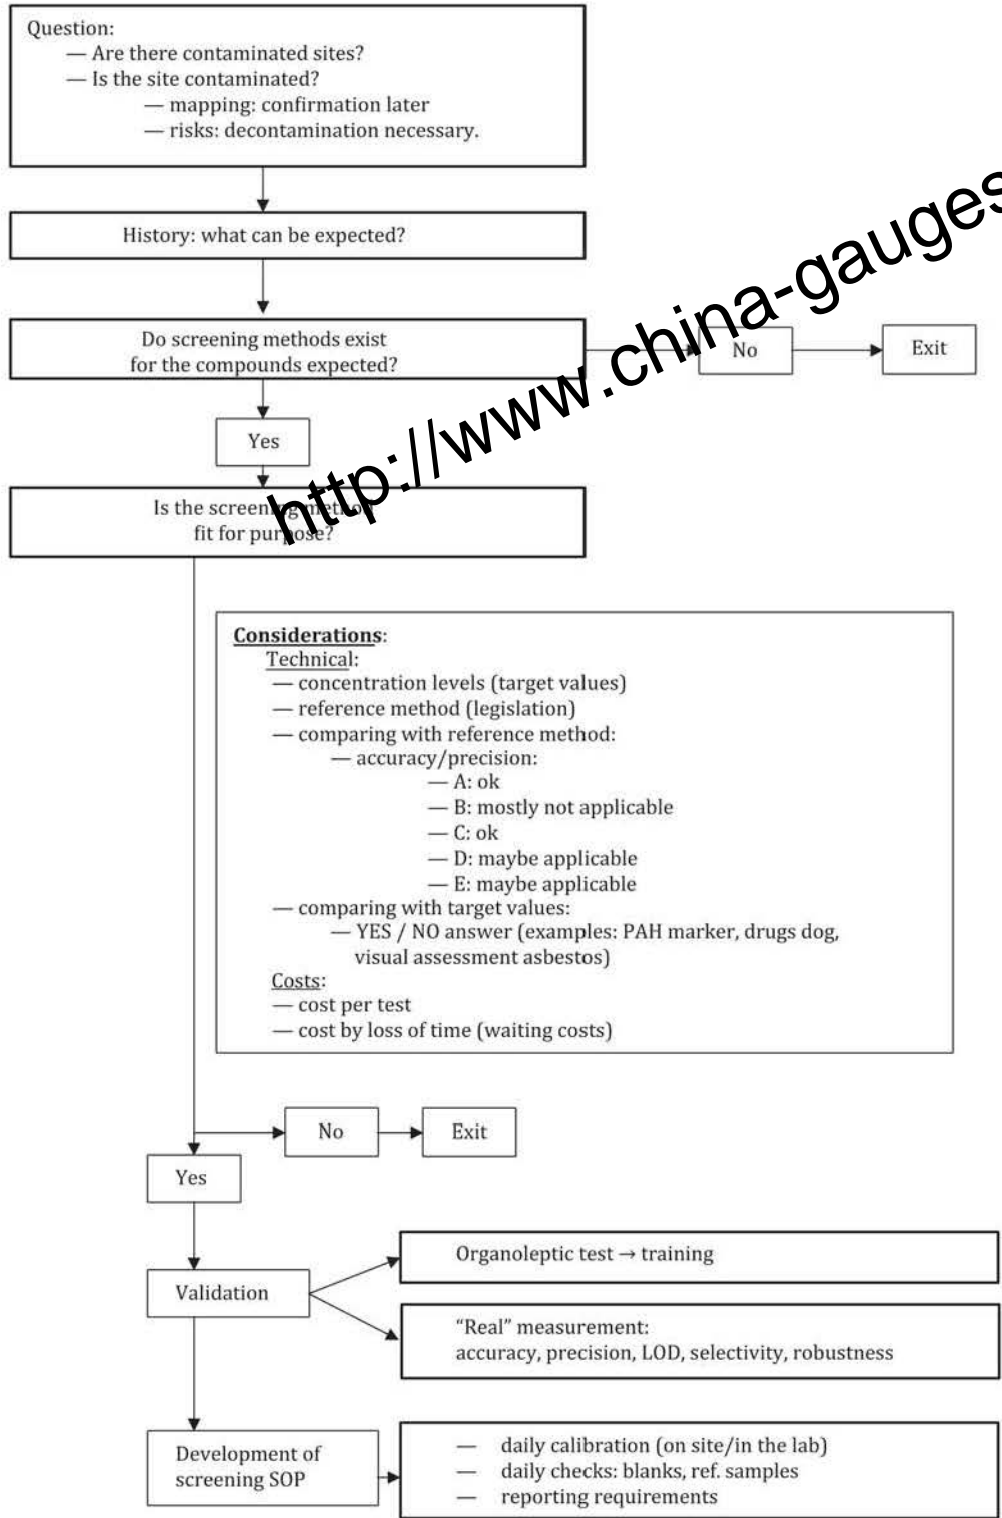 Question:
— Are there contaminated sites?
— Is the site contaminated?
— mapping: confirmation later
— risks: decontamination necessary.
History: what can be expected?
Do screening methods exist
for the compounds expected?
No
Exit
Yes
Is the screening method
fit for purpose?
http://www.china-gauges
Considerations:
Technical:
— concentration levels (target values)
— reference method (legislation)
— comparing with reference method:
— accuracy/precision:
— A: ok
— B: mostly not applicable
— C: ok
— D: maybe applicable
— E: maybe applicable
— comparing with target values:
— YES / NO answer (examples: PAH marker, drugs dog,
visual assessment asbestos)
Costs:
— cost per test
— cost by loss of time (waiting costs)
No
Exit
Yes
Validation
Organoleptic test → training
“Real” measurement:
accuracy, precision, LOD, selectivity, robustness
Development of
screening SOP
— daily calibration (on site/in the lab)
— daily checks: blanks, ref. samples
— reporting requirements